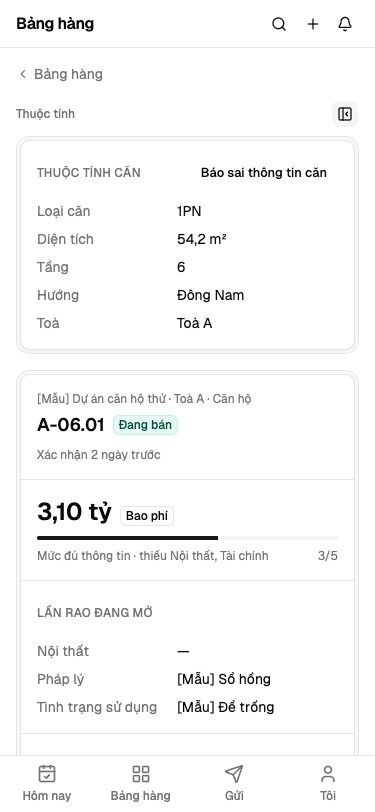 Bảng hàng
Bảng hàng
Thuộc tính
THUỘC TÍNH CĂN
Báo sai thông tin căn
Loại căn 1PN
Diện tích 54,2 m²
Tầng 6
Hướng Đông Nam
Toà Toà A
[Mẫu] Dự án căn hộ thử · Toà A · Căn hộ
A-06.01 Đang bán
Xác nhận 2 ngày trước
3,10 tỷ Bao phí
Mức đủ thông tin · thiếu Nội thất, Tài chính 3/5
LẦN RAO ĐANG MỞ
Nội thất —
Pháp lý [Mẫu] Sổ hồng
Tình trạng sử dụng [Mẫu] Để trống
Hôm nay Bảng hàng Gửi Tôi